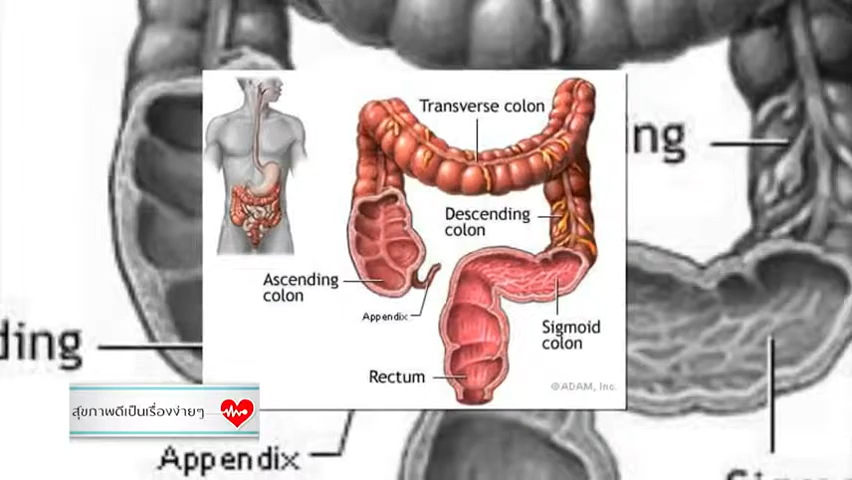 Transverse colon
Descending
colon
Ascending
colon
Appendix
Sigmoid
colon
Rectum
©ADAM, Inc.
ing
ding
สุขภาพดีเป็นเรื่องง่ายๆ
Appendix